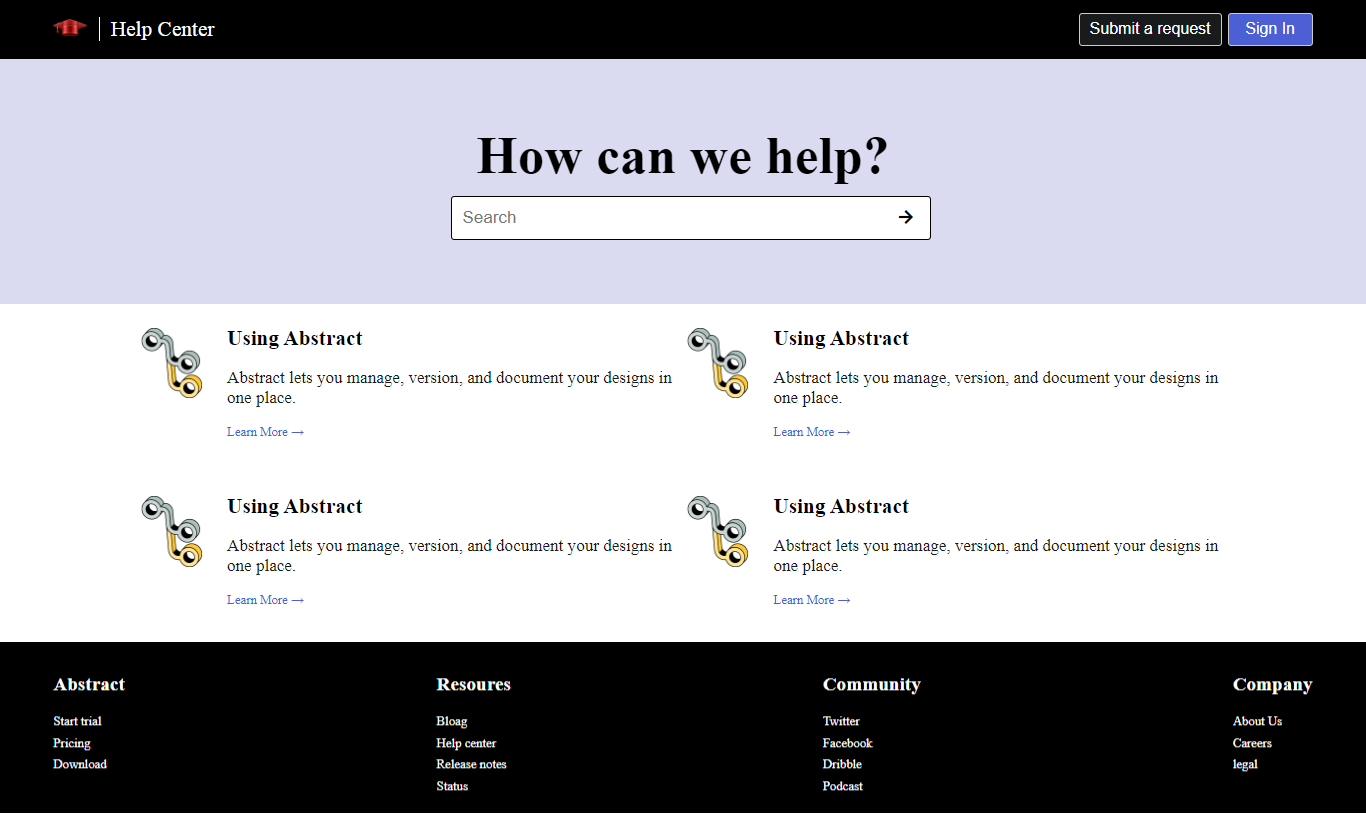 Help Center
Submit a request
Sign In
How can we help?
Search
Using Abstract
Abstract lets you manage, version, and document your designs in
one place.
Learn More →
Using Abstract
Abstract lets you manage, version, and document your designs in
one place.
Learn More →
Using Abstract
Abstract lets you manage, version, and document your designs in
one place.
Learn More →
Using Abstract
Abstract lets you manage, version, and document your designs in
one place.
Learn More →
Abstract
Start trial
Pricing
Download
Resoures
Bloag
Help center
Release notes
Status
Community
Twitter
Facebook
Dribble
Podcast
Company
About Us
Careers
legal